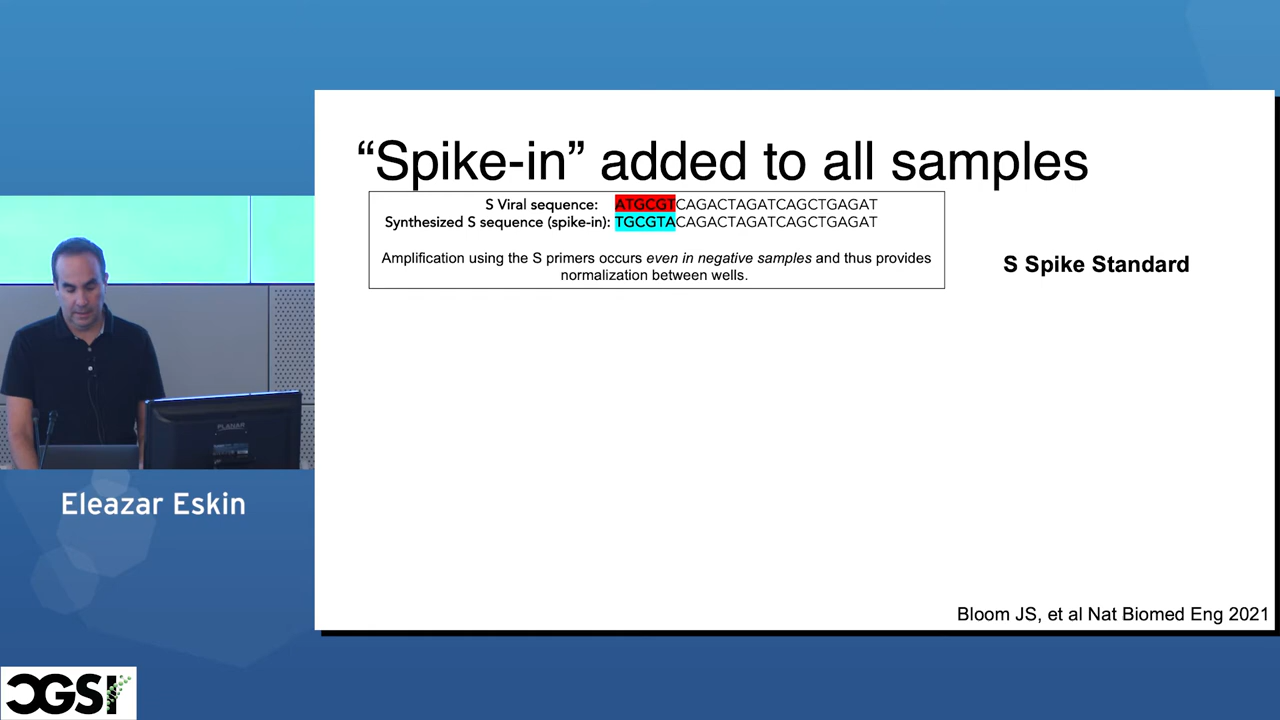 “Spike-in” added to all samples
S Viral sequence: ATGCGTCAGACTAGATCAGCTGAGAT
Synthesized S sequence (spike-in): TGCGTACAGACTAGATCAGCTGAGAT
Amplification using the S primers occurs even in negative samples and thus provides
normalization between wells.
S Spike Standard
PLANAR
Eleazar Eskin
Bloom JS, et al Nat Biomed Eng 2021
CGSI